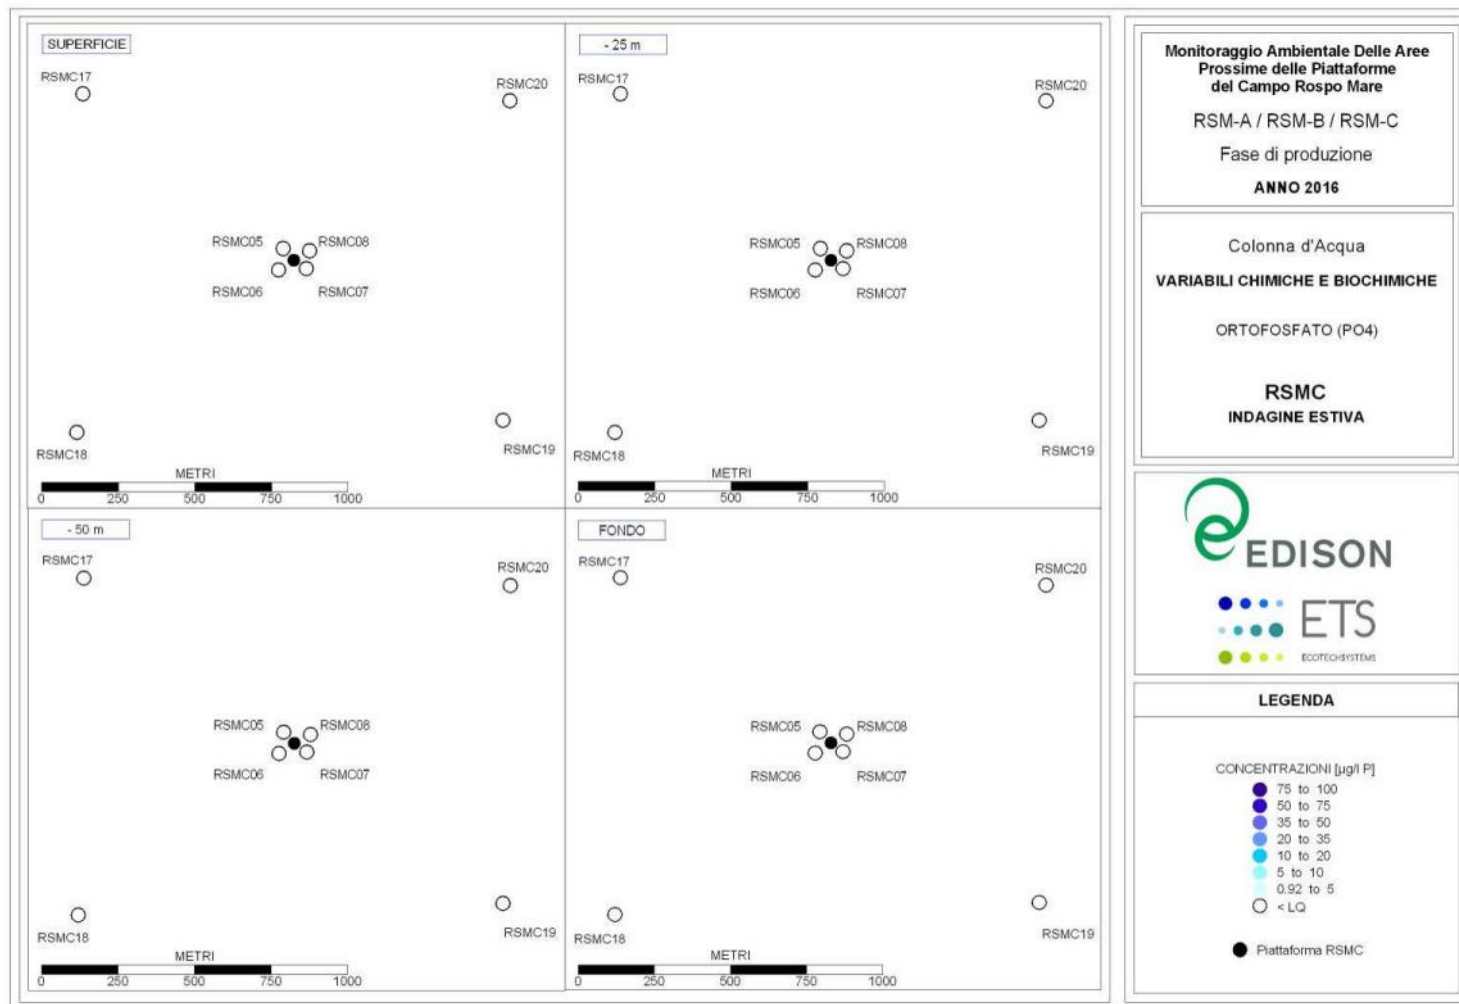 SUPERFICIE
RSMC17
RSMC20
RSMC05
RSMC08
RSMC06
RSMC07
RSMC18
RSMC19
METRI
0 250 500 750 1000
- 25 m
RSMC17
RSMC20
RSMC05
RSMC08
RSMC06
RSMC07
RSMC18
RSMC19
METRI
0 250 500 750 1000
- 50 m
RSMC17
RSMC20
RSMC05
RSMC08
RSMC06
RSMC07
RSMC18
RSMC19
METRI
0 250 500 750 1000
FONDO
RSMC17
RSMC20
RSMC05
RSMC08
RSMC06
RSMC07
RSMC18
RSMC19
METRI
0 250 500 750 1000
Monitoraggio Ambientale Delle Aree
Prossime delle Piattaforme
del Campo Rospo Mare
RSM-A / RSM-B / RSM-C
Fase di produzione
ANNO 2016
Colonna d'Acqua
VARIABILI CHIMICHE E BIOCHIMICHE
ORTOFOSFATO (PO4)
RSMC
INDAGINE ESTIVA
EDISON
ETS
ECOTECHSYSTEMS
LEGENDA
CONCENTRAZIONI [µg/l P]
75 to 100
50 to 75
35 to 50
20 to 35
10 to 20
5 to 10
0.92 to 5
< LQ
Piattaforma RSMC